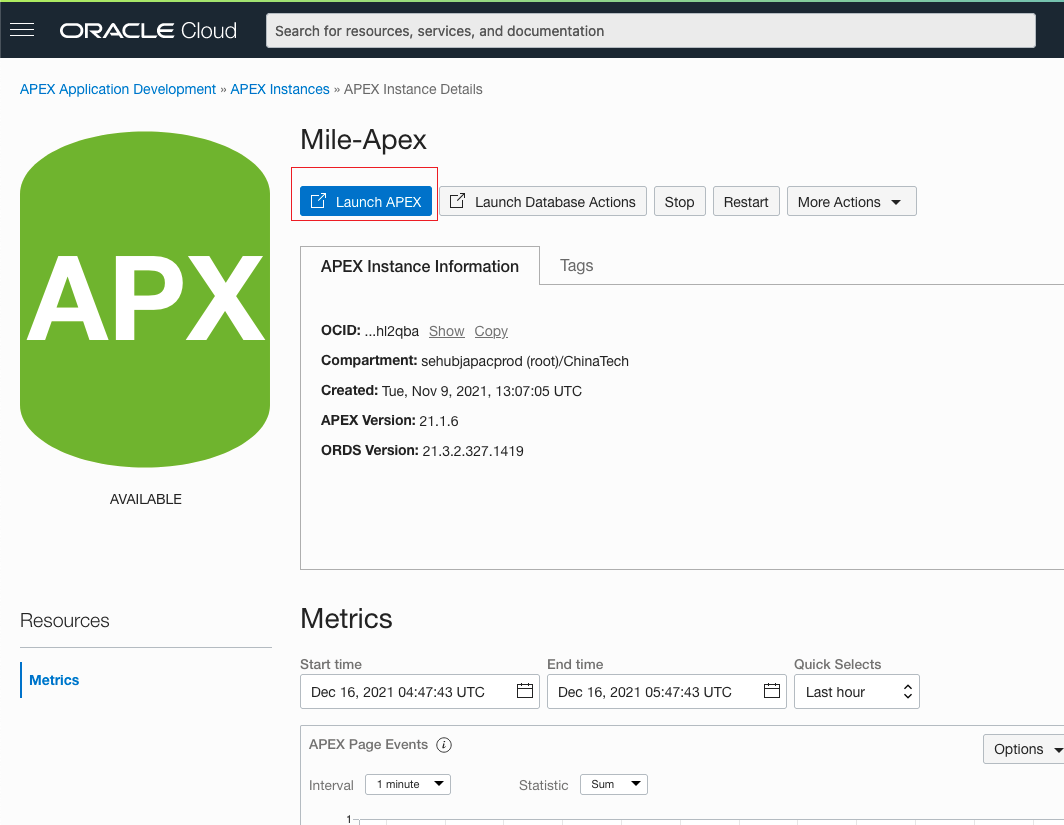 ORACLE Cloud
Search for resources, services, and documentation
APEX Application Development » APEX Instances » APEX Instance Details
APX
AVAILABLE
Mile-Apex
Launch APEX
Launch Database Actions
Stop
Restart
More Actions
APEX Instance Information
Tags
OCID: ...hl2qba Show Copy
Compartment: sehubjapacprod (root)/ChinaTech
Created: Tue, Nov 9, 2021, 13:07:05 UTC
APEX Version: 21.1.6
ORDS Version: 21.3.2.327.1419
Resources
Metrics
Metrics
Start time
Dec 16, 2021 04:47:43 UTC
End time
Dec 16, 2021 05:47:43 UTC
Quick Selects
Last hour
APEX Page Events i
Options
Interval 1 minute
Statistic Sum
1